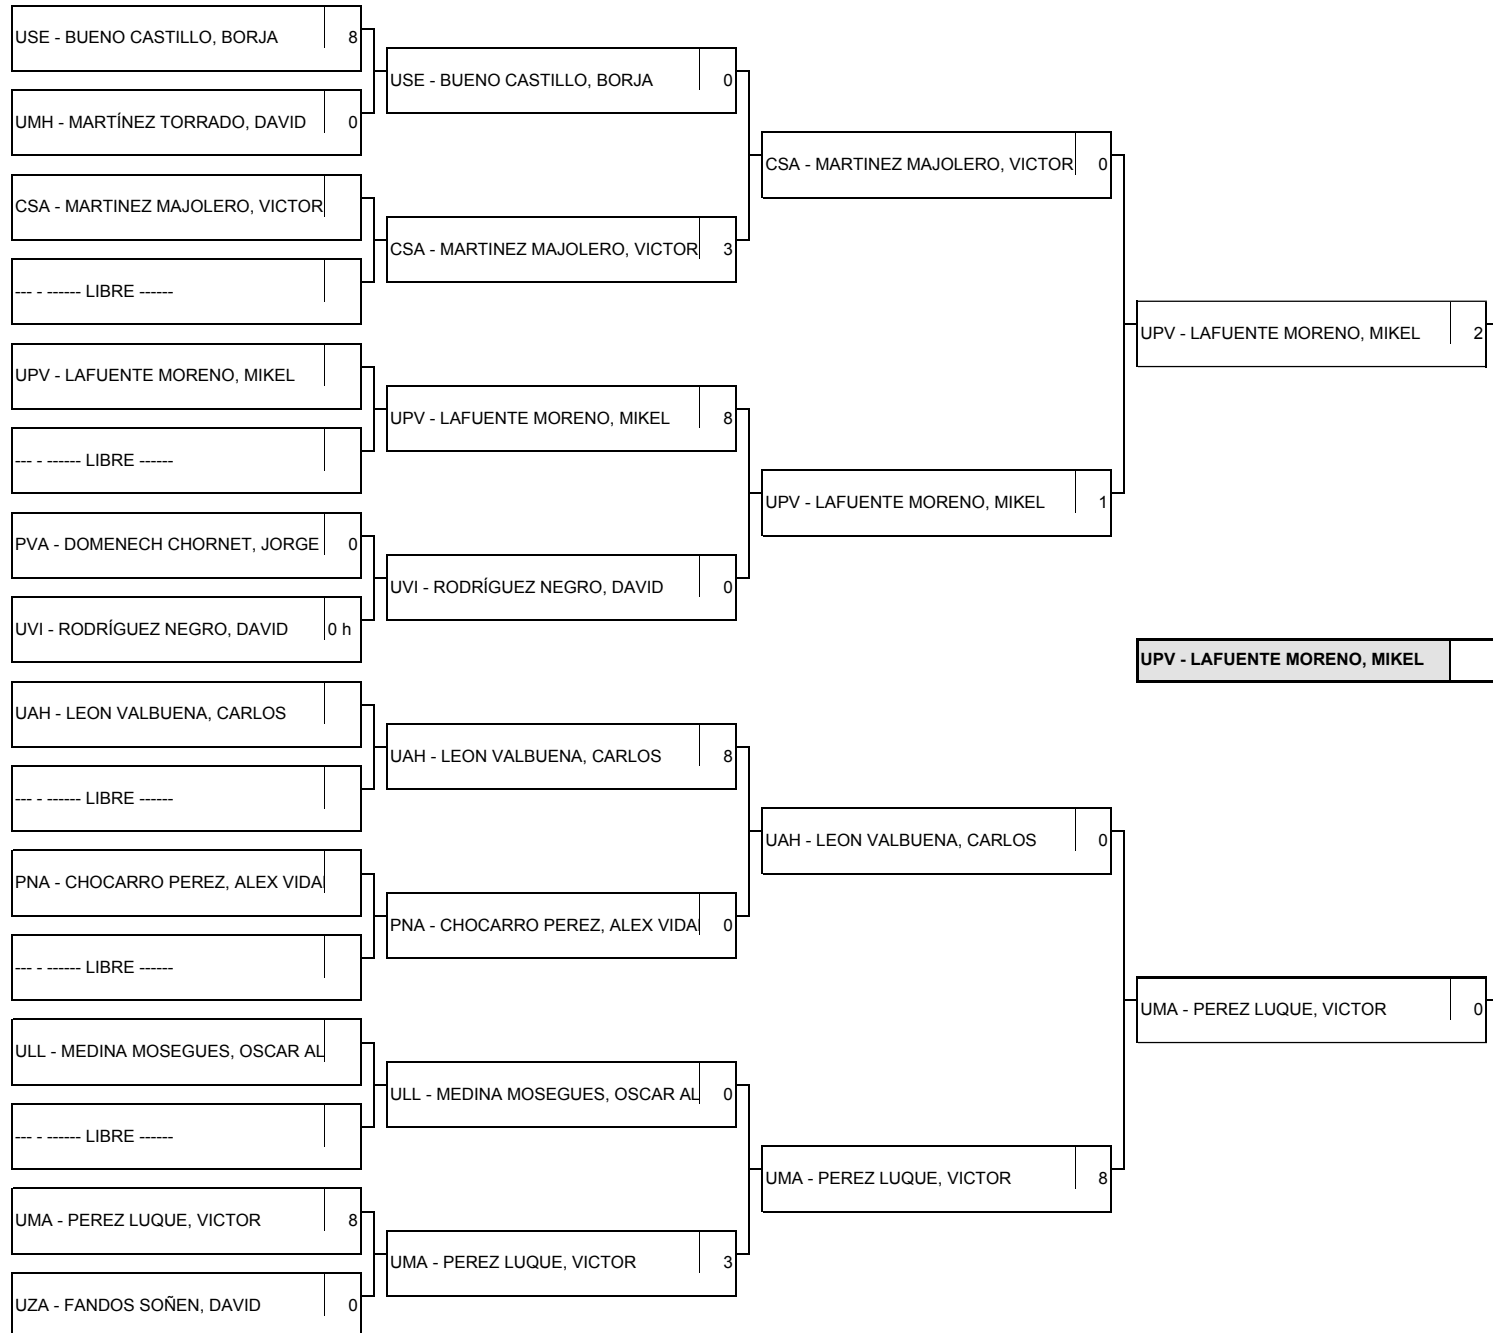 USE - BUENO CASTILLO, BORJA 8
UMH - MARTÍNEZ TORRADO, DAVID 0
CSA - MARTINEZ MAJOLERO, VICTOR
--- - ------ LIBRE ------
UPV - LAFUENTE MORENO, MIKEL
--- - ------ LIBRE ------
PVA - DOMENECH CHORNET, JORGE 0
UVI - RODRÍGUEZ NEGRO, DAVID 0 h
UAH - LEON VALBUENA, CARLOS
--- - ------ LIBRE ------
PNA - CHOCARRO PEREZ, ALEX VIDA
--- - ------ LIBRE ------
ULL - MEDINA MOSEGUES, OSCAR AL
--- - ------ LIBRE ------
UMA - PEREZ LUQUE, VICTOR 8
UZA - FANDOS SOÑEN, DAVID 0
USE - BUENO CASTILLO, BORJA 0
CSA - MARTINEZ MAJOLERO, VICTOR 3
UPV - LAFUENTE MORENO, MIKEL 8
UVI - RODRÍGUEZ NEGRO, DAVID 0
UAH - LEON VALBUENA, CARLOS 8
PNA - CHOCARRO PEREZ, ALEX VIDA 0
ULL - MEDINA MOSEGUES, OSCAR AL 0
UMA - PEREZ LUQUE, VICTOR 3
CSA - MARTINEZ MAJOLERO, VICTOR 0
UPV - LAFUENTE MORENO, MIKEL 1
UAH - LEON VALBUENA, CARLOS 0
UMA - PEREZ LUQUE, VICTOR 8
UPV - LAFUENTE MORENO, MIKEL 2
UPV - LAFUENTE MORENO, MIKEL
UMA - PEREZ LUQUE, VICTOR 0